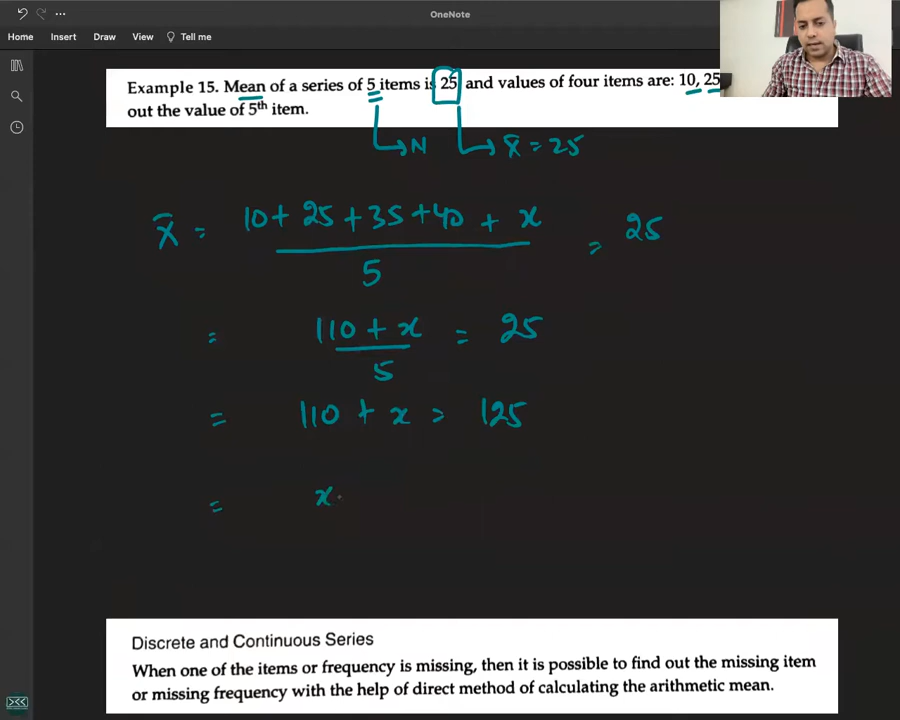 OneNote
Home Insert Draw View Tell me
Example 15. Mean of a series of 5 items is 25 and values of four items are: 10, 25
out the value of 5th item.
N x̄ = 25
x̄ = 10 + 25 + 35 + 40 + x / 5 = 25
= 110 + x / 5 = 25
= 110 + x = 125
= x
Discrete and Continuous Series
When one of the items or frequency is missing, then it is possible to find out the missing item
or missing frequency with the help of direct method of calculating the arithmetic mean.